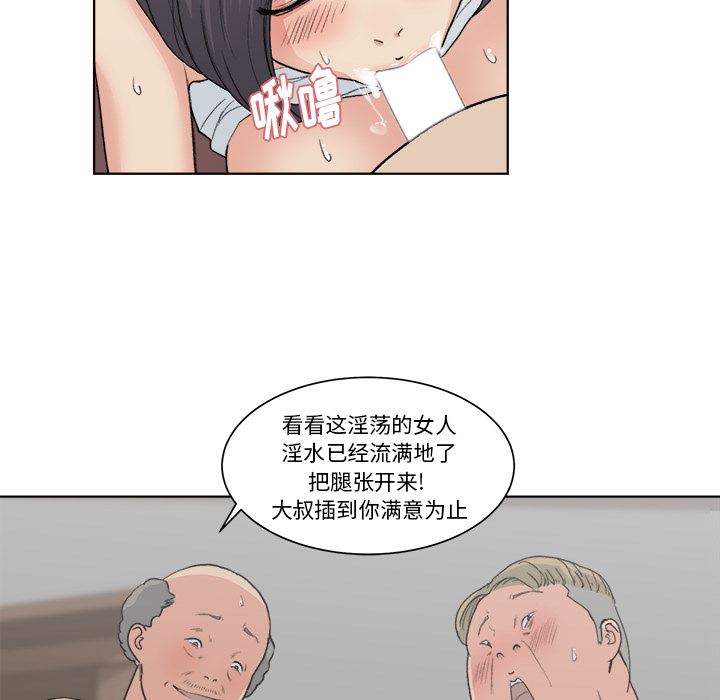 啾噜
看看这淫荡的女人
淫水已经流满地了
把腿张开来!
大叔插到你满意为止